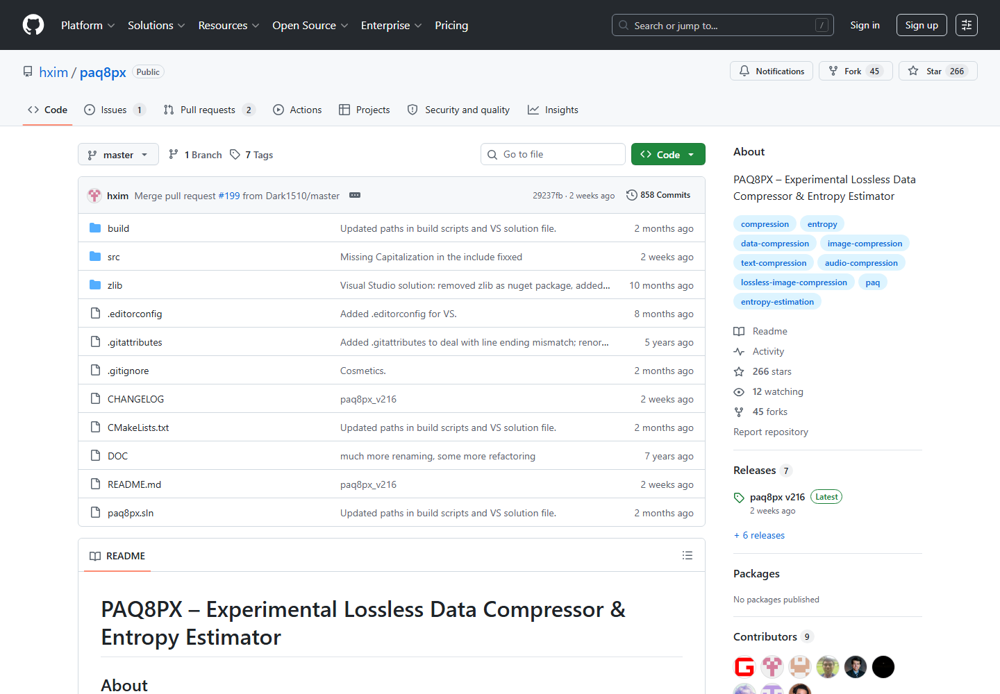 Platform Solutions Resources Open Source Enterprise Pricing Search or jump to... / Sign in Sign up
hxim / paq8px Public Notifications Fork 45 Star 266
Code Issues 1 Pull requests 2 Actions Projects Security and quality Insights
master 1 Branch 7 Tags Go to file Code
hxim Merge pull request #199 from Dark1510/master 29237fb · 2 weeks ago 858 Commits
build Updated paths in build scripts and VS solution file. 2 months ago
src Missing Capitalization in the include fixxed 2 weeks ago
zlib Visual Studio solution: removed zlib as nuget package, added... 10 months ago
.editorconfig Added .editorconfig for VS. 8 months ago
.gitattributes Added .gitattributes to deal with line ending mismatch; renor... 5 years ago
.gitignore Cosmetics. 2 months ago
CHANGELOG paq8px_v216 2 weeks ago
CMakeLists.txt Updated paths in build scripts and VS solution file. 2 months ago
DOC much more renaming, some more refactoring 7 years ago
README.md paq8px_v216 2 weeks ago
paq8px.sln Updated paths in build scripts and VS solution file. 2 months ago
README
PAQ8PX – Experimental Lossless Data Compressor &
Entropy Estimator
About
About
PAQ8PX – Experimental Lossless Data
Compressor & Entropy Estimator
compression entropy
data-compression image-compression
text-compression audio-compression
lossless-image-compression paq
entropy-estimation
Readme
Activity
266 stars
12 watching
45 forks
Report repository
Releases 7
paq8px v216 Latest
2 weeks ago
+ 6 releases
Packages
No packages published
Contributors 9
G